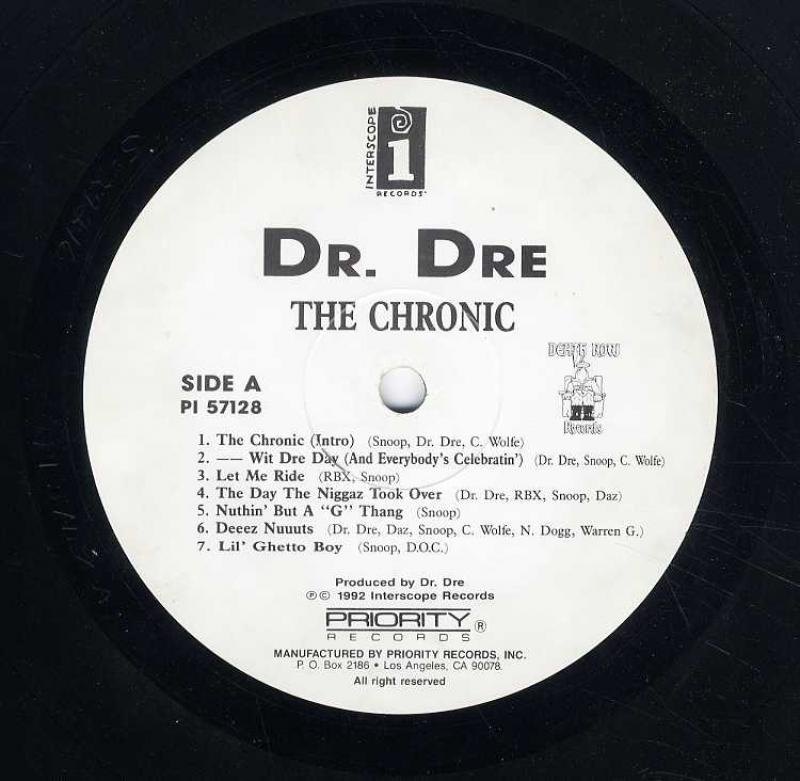 INTERSCOPE
i
RECORDS
DR. DRE
THE CHRONIC
DEATH ROW
Records
SIDE A
PI 57128
1. The Chronic (Intro) (Snoop, Dr. Dre, C. Wolfe)
2. —— Wit Dre Day (And Everybody's Celebratin') (Dr. Dre, Snoop, C. Wolfe)
3. Let Me Ride (RBX, Snoop)
4. The Day The Niggaz Took Over (Dr. Dre, RBX, Snoop, Daz)
5. Nuthin' But A "G" Thang (Snoop)
6. Deeez Nuuuts (Dr. Dre, Daz, Snoop, C. Wolfe, N. Dogg, Warren G.)
7. Lil' Ghetto Boy (Snoop, D.O.C.)
Produced by Dr. Dre
℗© 1992 Interscope Records
PRIORITY®
RECORDS
MANUFACTURED BY PRIORITY RECORDS, INC.
P. O. Box 2186 • Los Angeles, CA 90078.
All right reserved